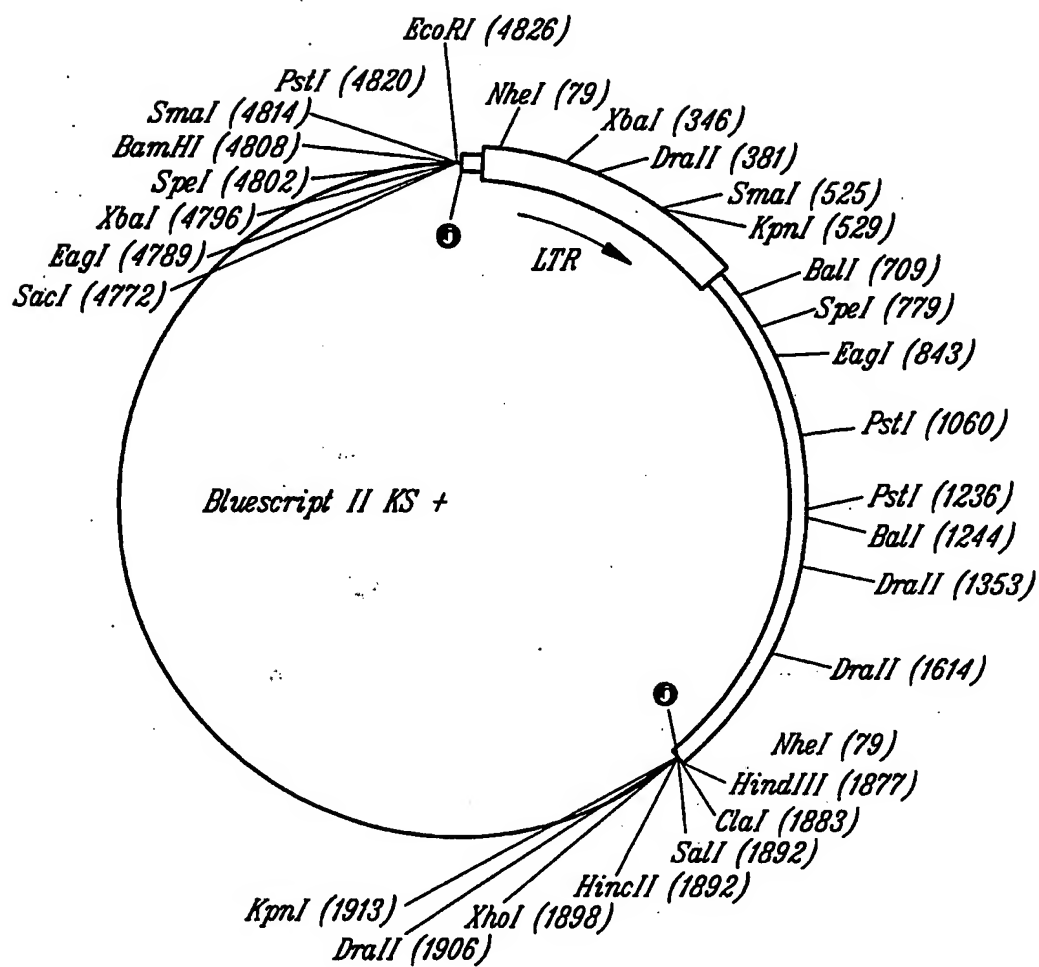 EcoRI (4826)
PstI (4820)
SmaI (4814)
BamHI (4808)
SpeI (4802)
XbaI (4796)
EagI (4789)
SacI (4772)
NheI (79)
XbaI (346)
DraII (381)
SmaI (525)
KpnI (529)
BalI (709)
SpeI (779)
EagI (843)
PstI (1060)
PstI (1236)
BalI (1244)
DraII (1353)
DraII (1614)
NheI (79)
HindIII (1877)
ClaI (1883)
SalI (1892)
HincII (1892)
XhoI (1898)
DraII (1906)
KpnI (1913)
j
LTR
Bluescript II KS +
j